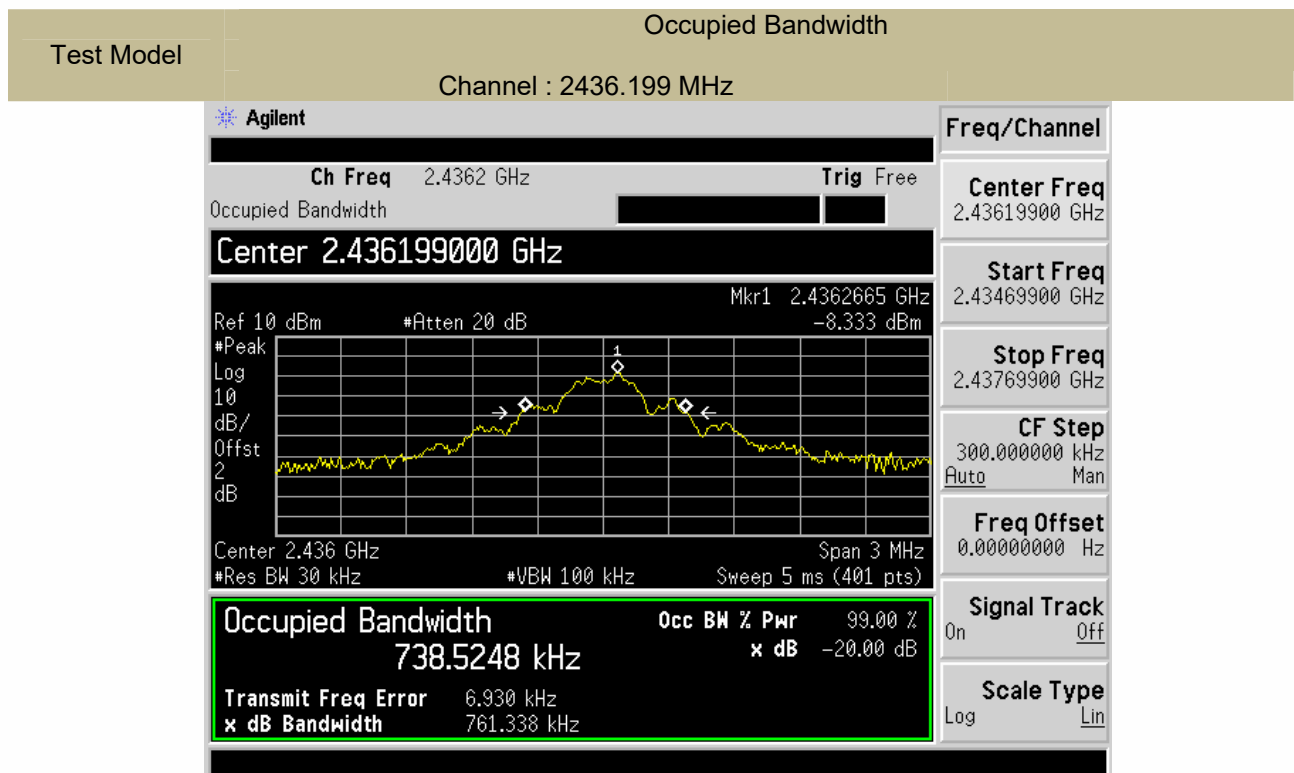 Occupied Bandwidth
Test Model
Channel : 2436.199 MHz
Agilent
Freq/Channel
Ch Freq 2.4362 GHz Trig Free
Occupied Bandwidth
Center Freq
2.43619900 GHz
Center 2.436199000 GHz
Start Freq
2.43469900 GHz
Mkr1 2.4362665 GHz
Ref 10 dBm #Atten 20 dB -8.333 dBm
#Peak
Log
10
dB/
Offst
2
dB
1
Stop Freq
2.43769900 GHz
CF Step
300.000000 kHz
Auto Man
Center 2.436 GHz Span 3 MHz
#Res BW 30 kHz #VBW 100 kHz Sweep 5 ms (401 pts)
Freq Offset
0.00000000 Hz
Occupied Bandwidth Occ BW % Pwr 99.00 %
738.5248 kHz x dB -20.00 dB
Transmit Freq Error 6.930 kHz
x dB Bandwidth 761.338 kHz
Signal Track
On Off
Scale Type
Log Lin